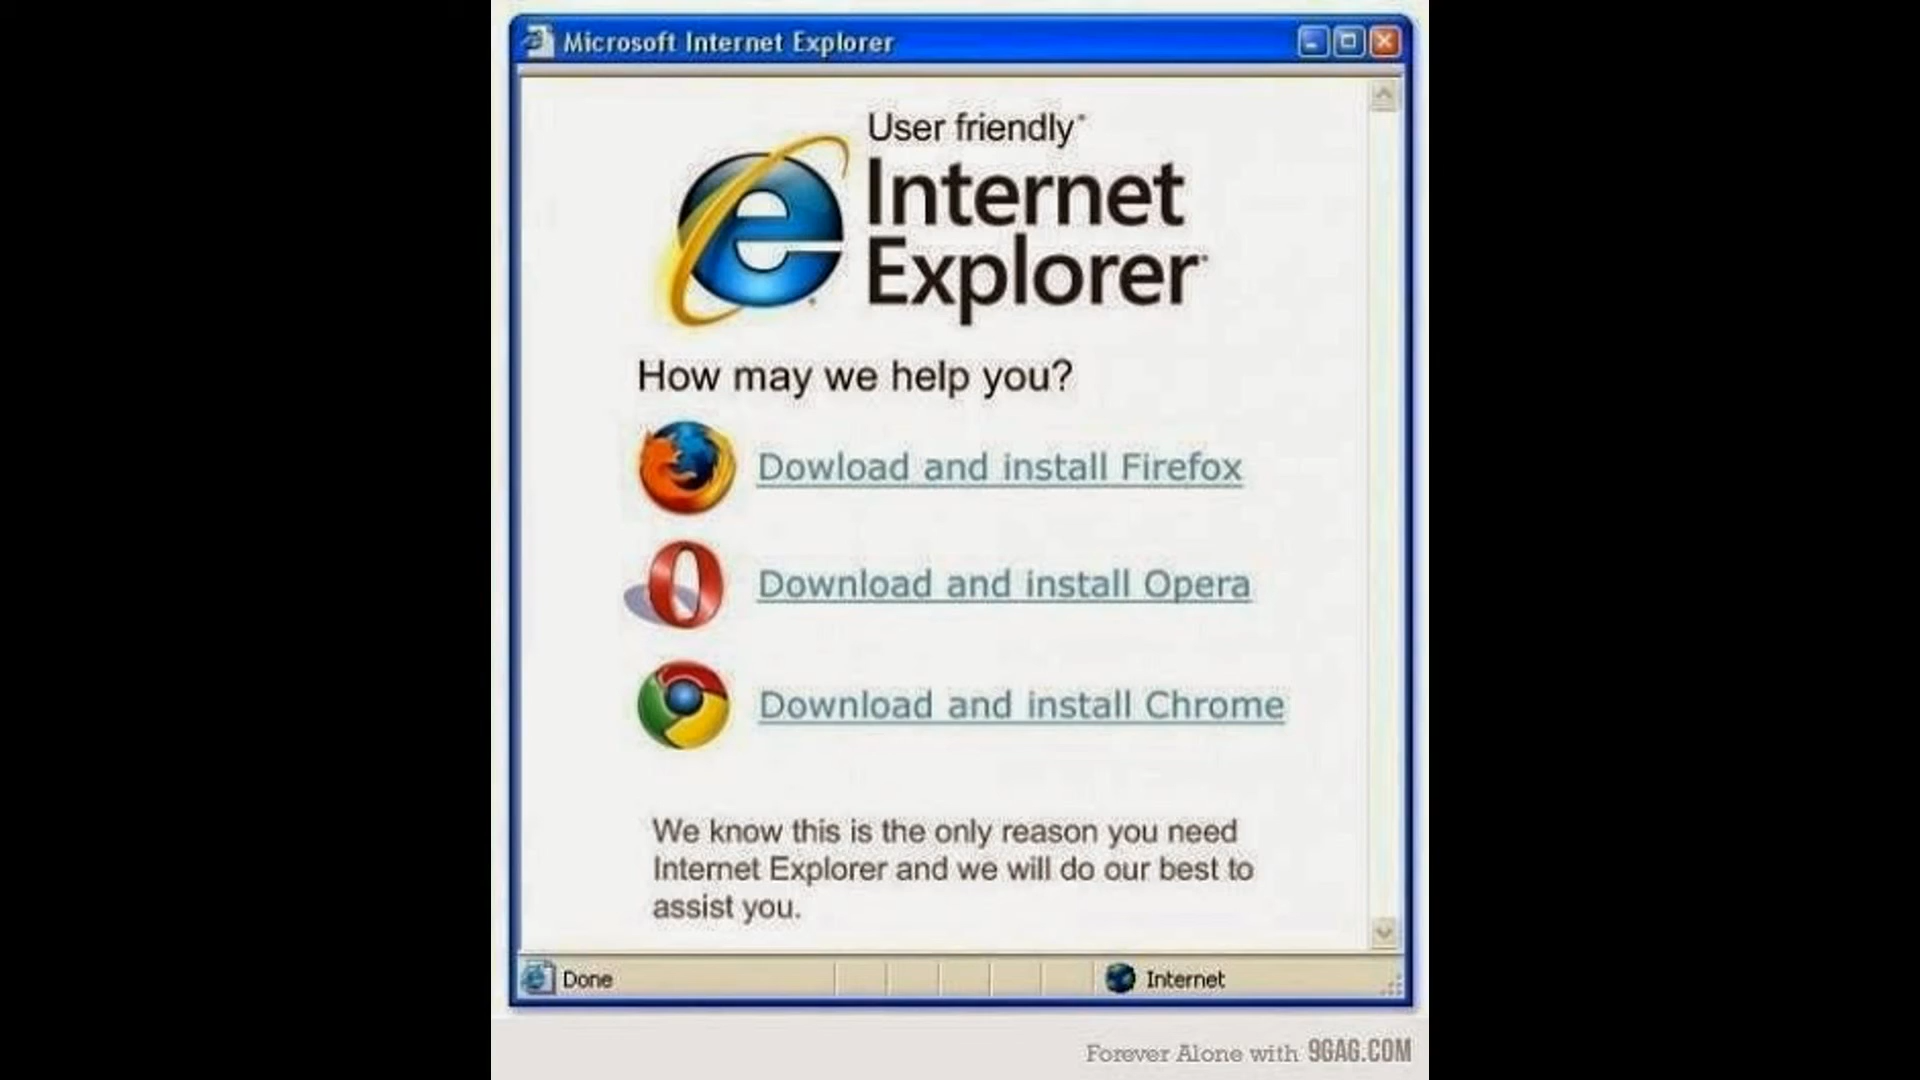 Microsoft Internet Explorer
User friendly
Internet
Explorer
How may we help you?
Dowload and install Firefox
Download and install Opera
Download and install Chrome
We know this is the only reason you need
Internet Explorer and we will do our best to
assist you.
Done
Internet
Forever Alone with 9GAG.COM